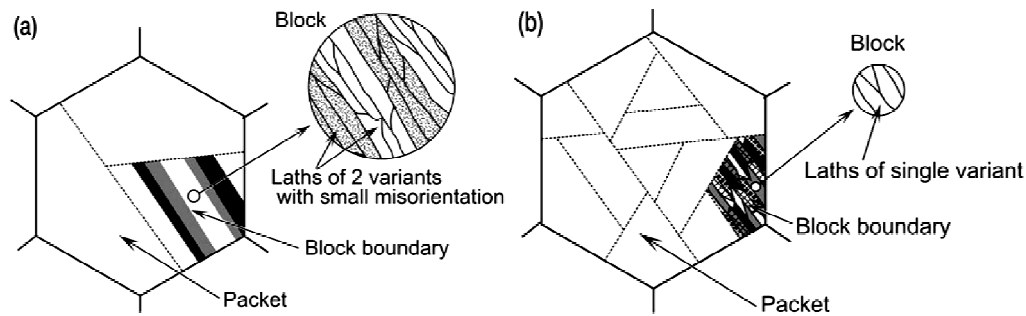 (a)
Block
Laths of 2 variants
with small misorientation
Block boundary
Packet
(b)
Block
Laths of single variant
Block boundary
Packet